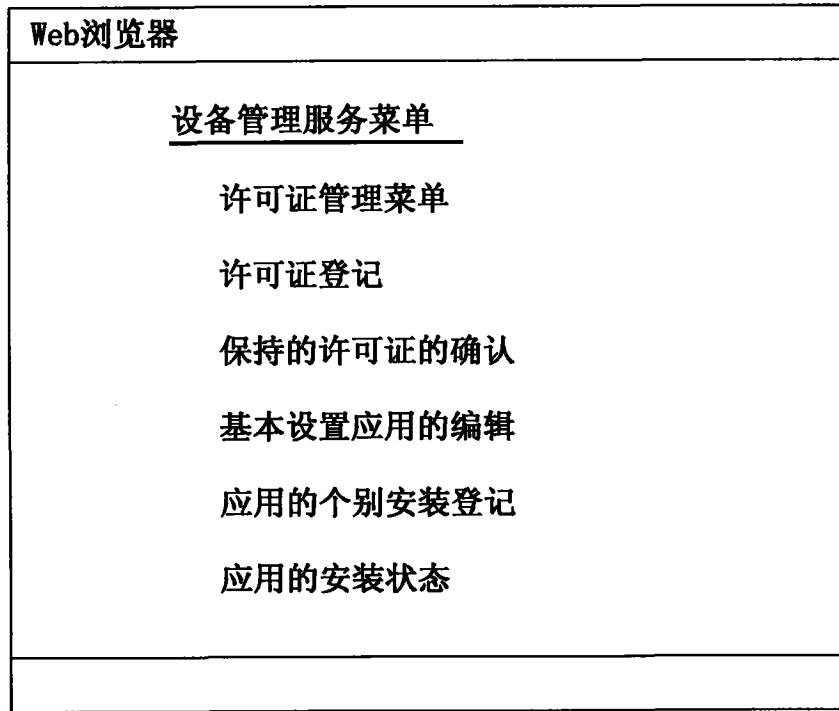 Web浏览器
设备管理服务菜单
许可证管理菜单
许可证登记
保持的许可证的确认
基本设置应用的编辑
应用的个别安装登记
应用的安装状态